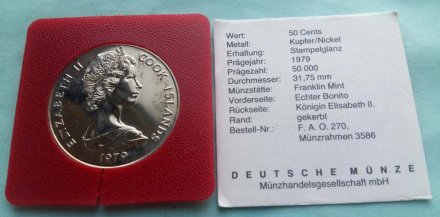 ELIZABETH II
COOK ISLANDS
1979
Wert: 50 Cents
Metall: Kupfer/Nickel
Erhaltung: Stempelglanz
Prägejahr: 1979
Prägezahl: 50 000
Durchmesser: 31,75 mm
Münzstätte: Franklin Mint
Vorderseite: Echter Bonito
Rückseite: Königin Elisabeth II.
Rand: gekerbt
Bestell-Nr.: F. A. O. 270,
Münzrahmen 3586
DEUTSCHE MÜNZE
Münzhandelsgesellschaft mbH